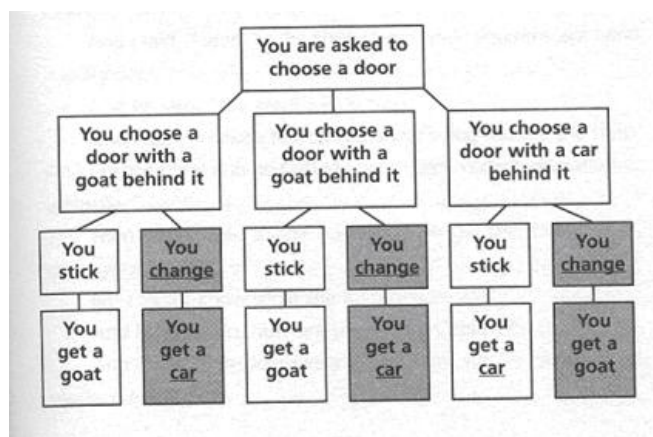 You are asked to
choose a door
You choose a
door with a
goat behind it
You choose a
door with a
goat behind it
You choose a
door with a car
behind it
You
stick
You
change
You
stick
You
change
You
stick
You
change
You
get a
goat
You
get a
car
You
get a
goat
You
get a
car
You
get a
car
You
get a
goat